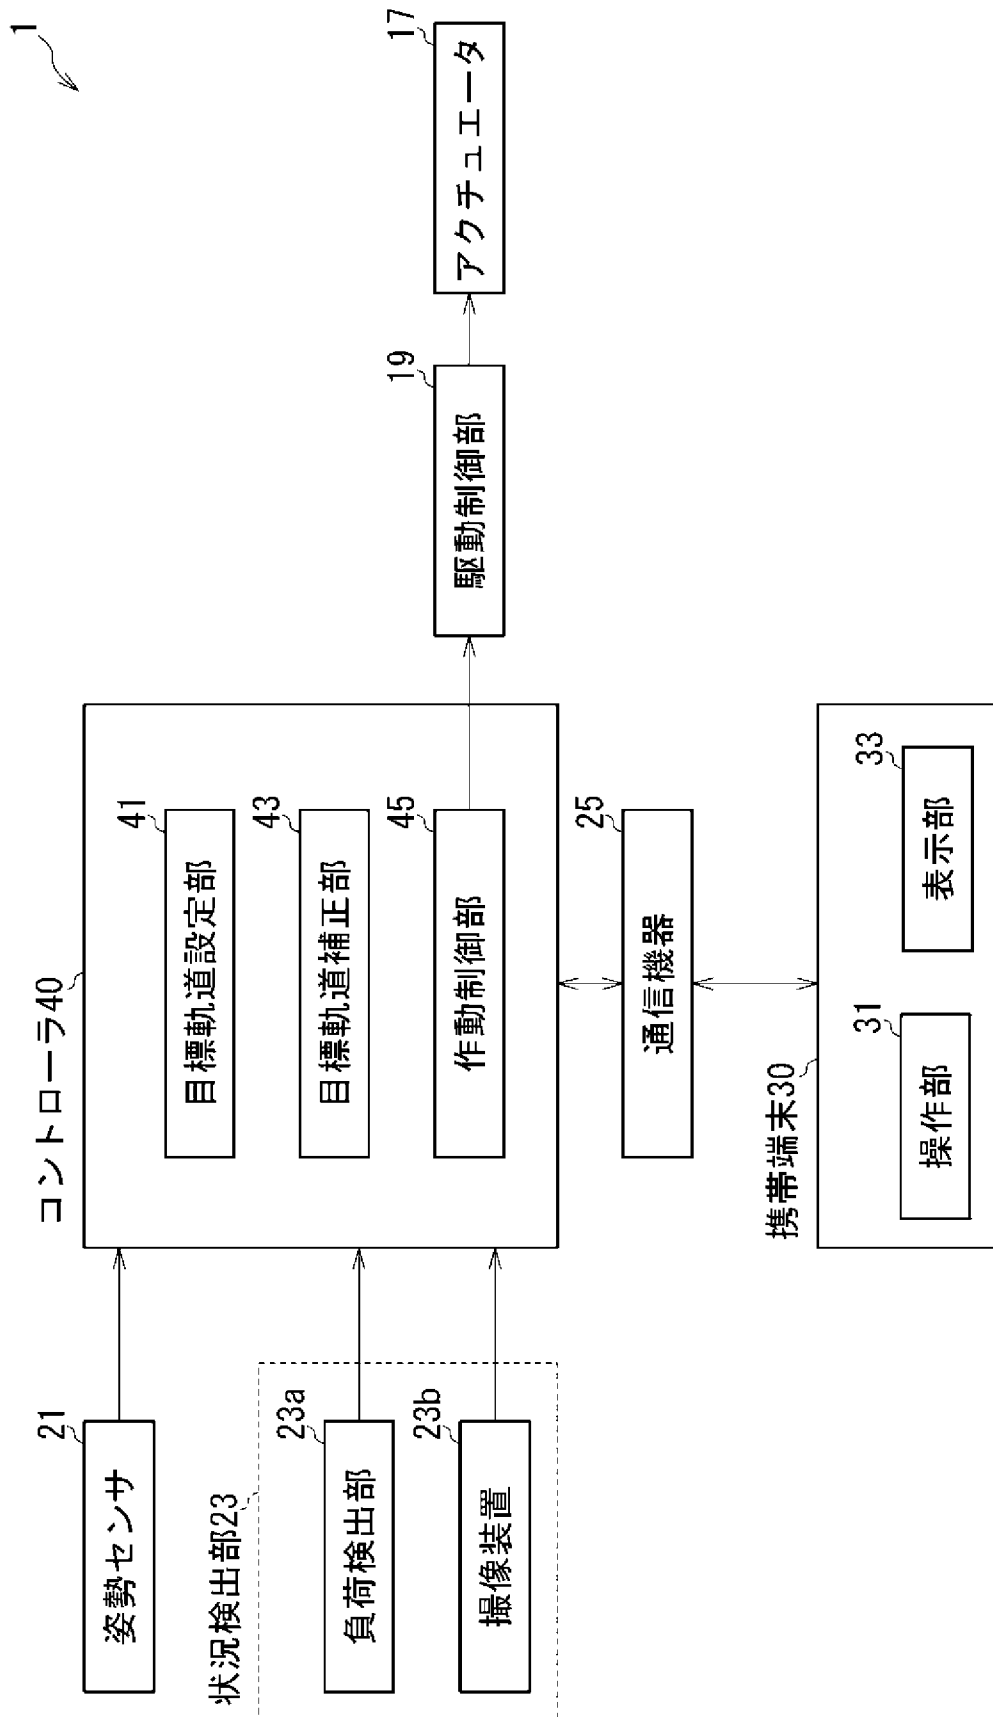 1
姿勢センサ
21
状況検出部23
負荷検出部
23a
撮像装置
23b
コントローラ40
目標軌道設定部
41
目標軌道補正部
43
作動制御部
45
駆動制御部
19
アクチュエータ
17
通信機器
25
携帯端末30
操作部
31
表示部
33